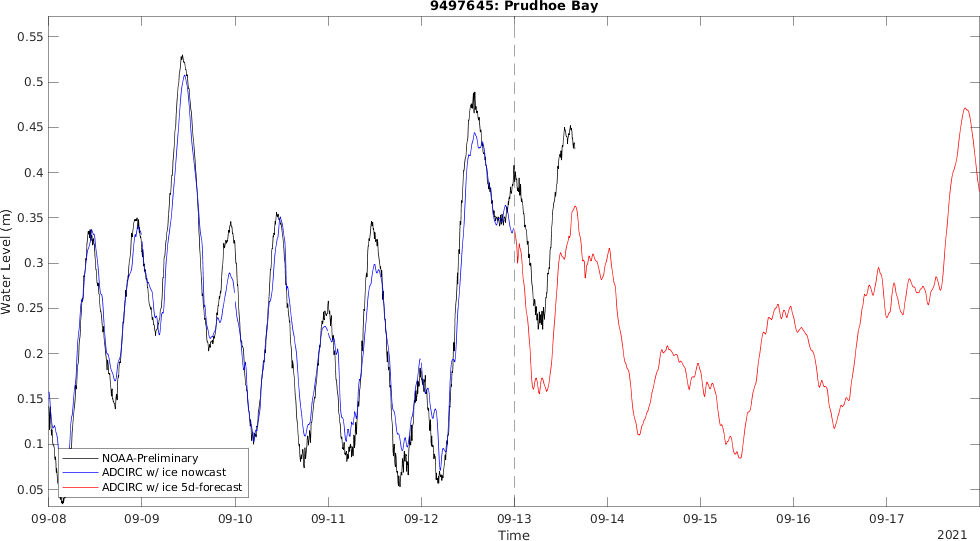 9497645: Prudhoe Bay
Water Level (m)
0.55
0.5
0.45
0.4
0.35
0.3
0.25
0.2
0.15
0.1
0.05
NOAA-Preliminary
ADCIRC w/ ice nowcast
ADCIRC w/ ice 5d-forecast
09-08 09-09 09-10 09-11 09-12 09-13 09-14 09-15 09-16 09-17
Time
2021